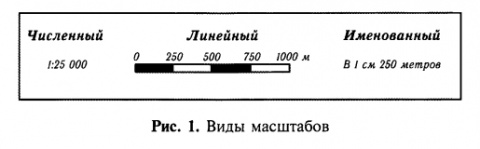 Численный Линейный Именованный
0 250 500 750 1000 м
1:25 000 В 1 см 250 метров
Рис. 1. Виды масштабов